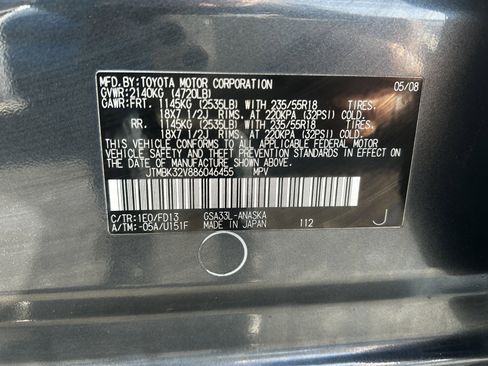 MFD.BY:TOYOTA MOTOR CORPORATION 05/08
GVWR:2140KG (4720LB)
GAWR:FRT. 1145KG (2535LB) WITH 235/55R18 TIRES,
18X7 1/2J RIMS, AT 220KPA (32PSI) COLD.
RR. 1145KG (2535LB) WITH 235/55R18 TIRES,
18X7 1/2J RIMS, AT 220KPA (32PSI) COLD.
THIS VEHICLE CONFORMS TO ALL APPLICABLE FEDERAL MOTOR
VEHICLE SAFETY AND THEFT PREVENTION STANDARDS IN EFFECT ON
THE DATE OF MANUFACTURE SHOWN ABOVE.
JTMBK32V886046455 MPV
C/TR:1E0/FD13 GSA33L-ANASKA
A/TM:-05A/U151F MADE IN JAPAN 112 J